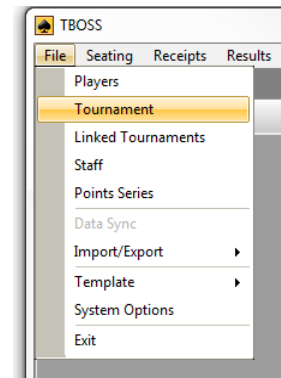 TBOSS
File Seating Receipts Results
Players
Tournament
Linked Tournaments
Staff
Points Series
Data Sync
Import/Export
Template
System Options
Exit